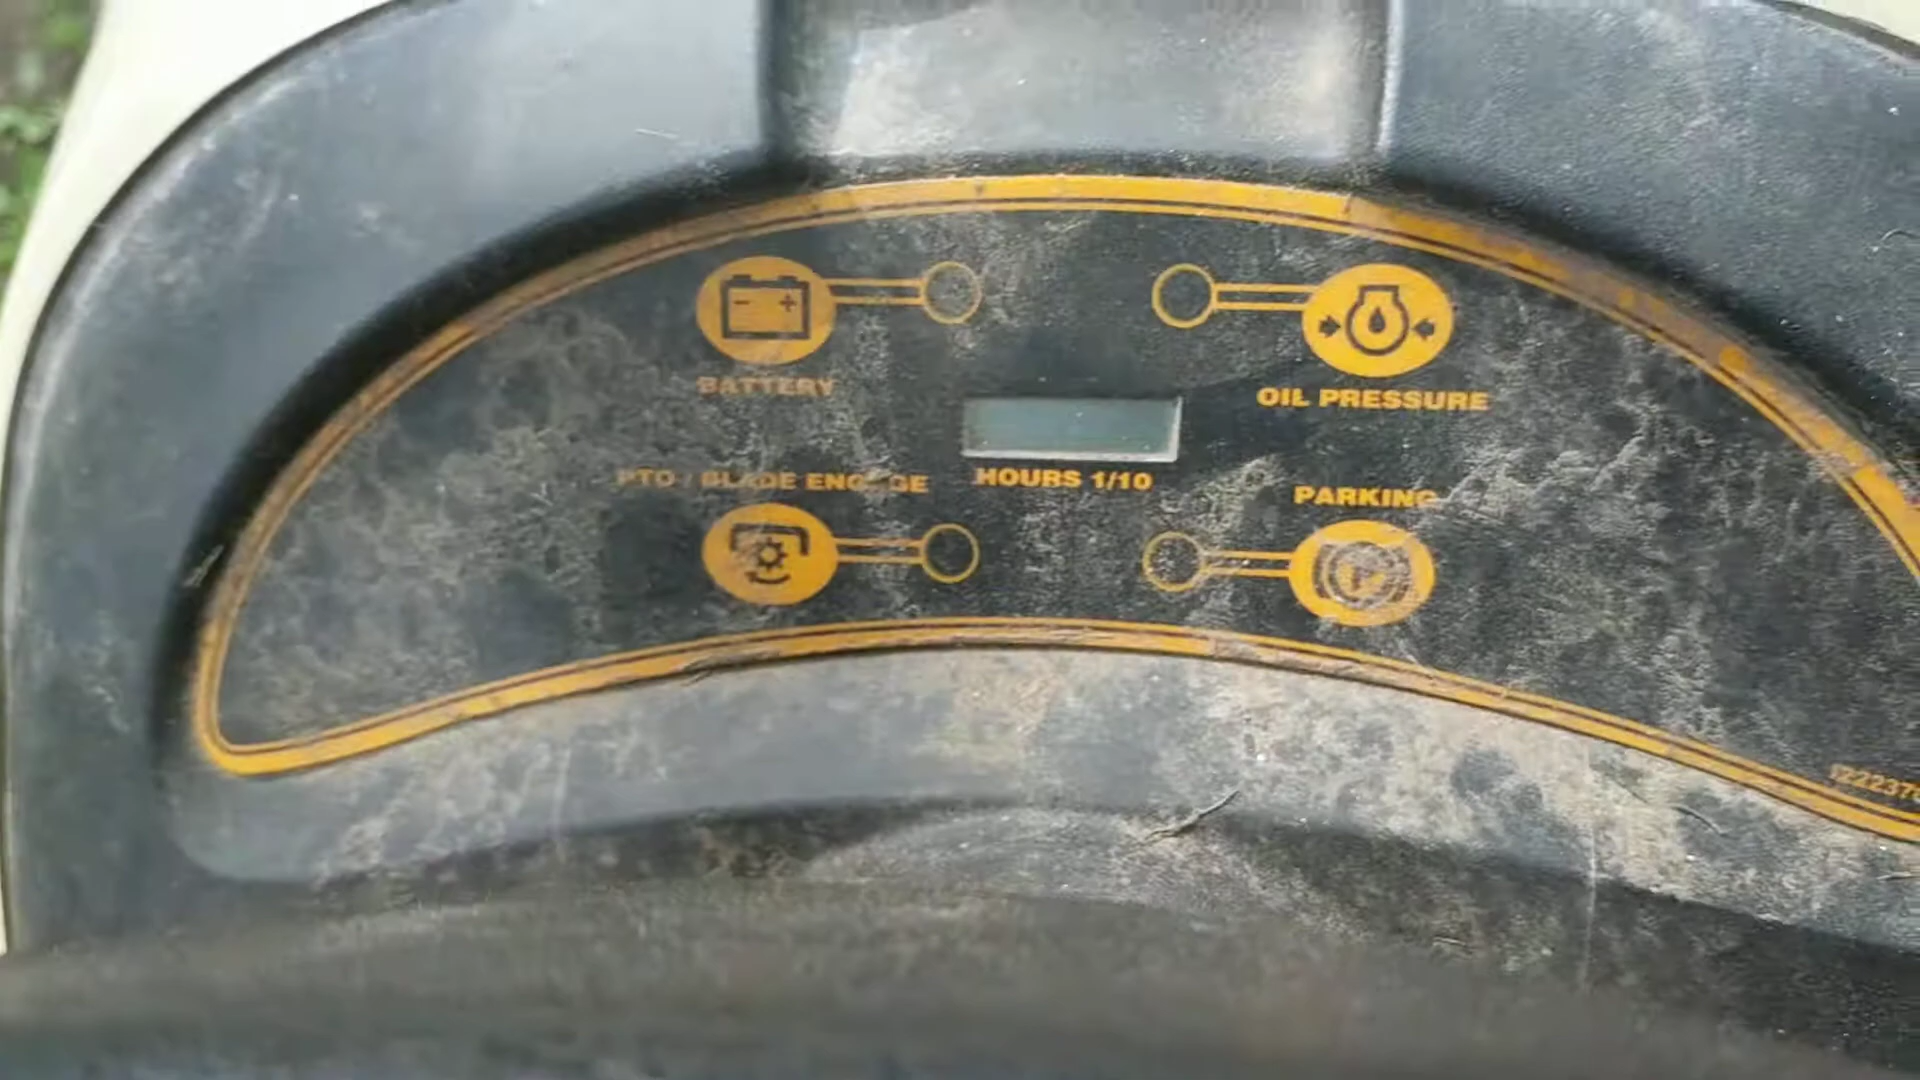 BATTERY
OIL PRESSURE
PTO / BLADE ENGAGE
HOURS 1/10
PARKING